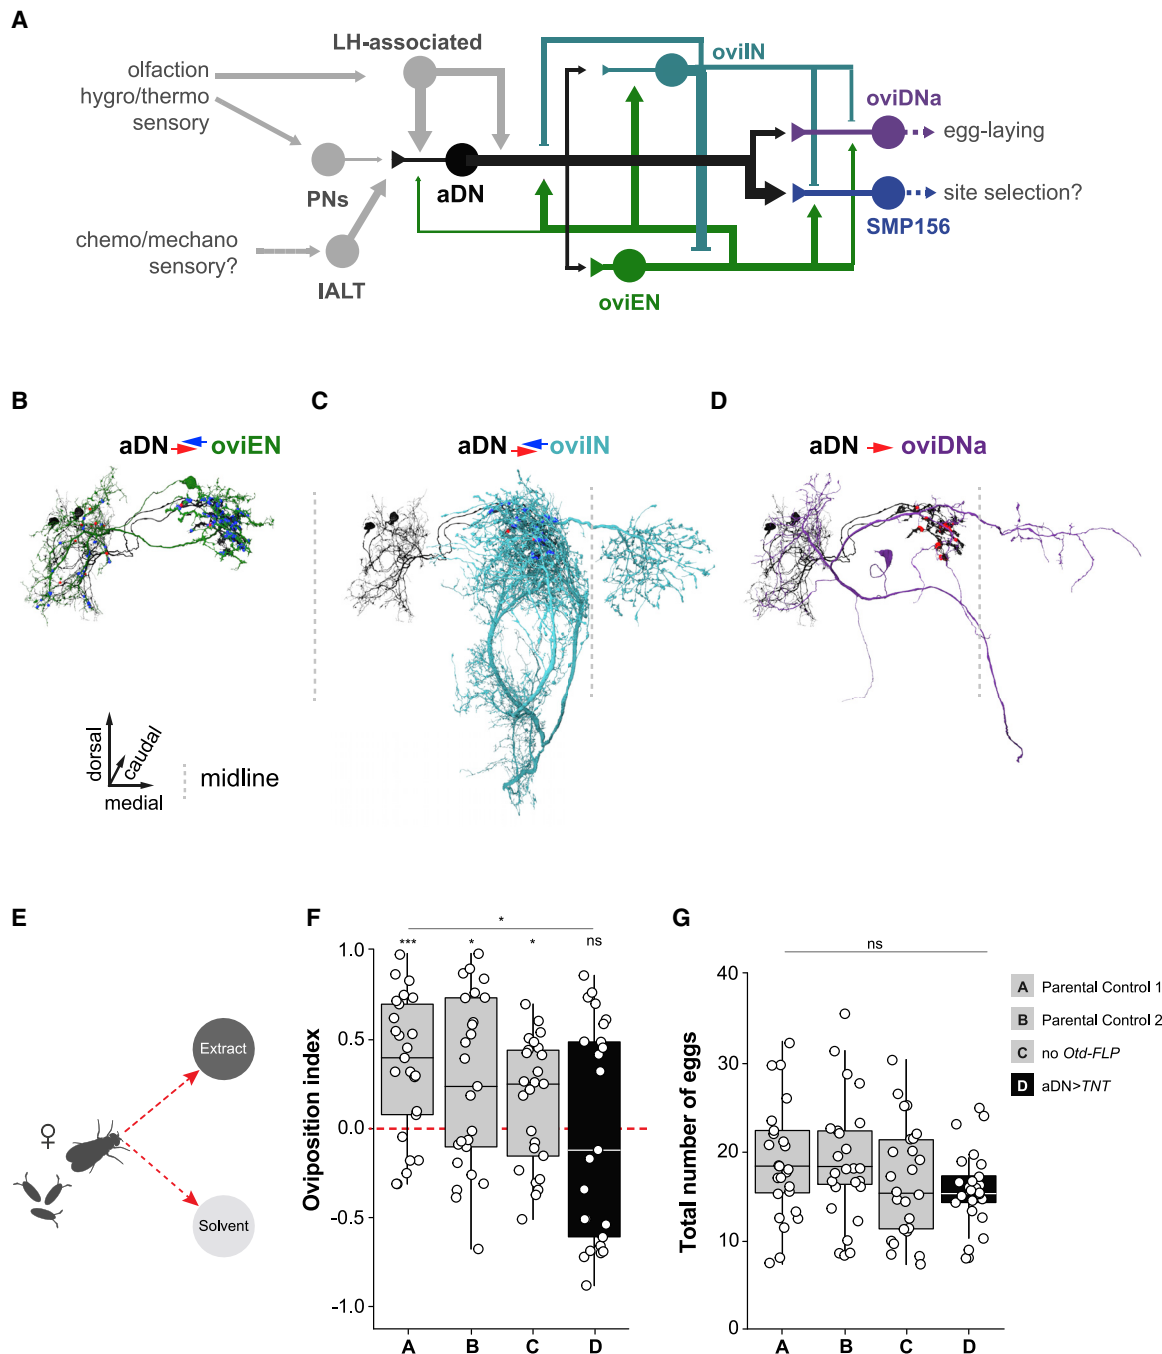 A
LH-associated
oviIN
olfaction
hygro/thermo
sensory
oviDNa
egg-laying
PNs
aDN
site selection?
SMP156
chemo/mechano
sensory?
lALT
oviEN
B
C
D
aDN oviEN
aDN oviIN
aDN oviDNa
dorsal
caudal
medial
midline
E
F
G
Extract
♀
Solvent
*
***
*
*
ns
1.0
0.5
0.0
-0.5
-1.0
Oviposition index
A B C D
ns
40
30
20
10
0
Total number of eggs
A B C D
A Parental Control 1
B Parental Control 2
C no Otd-FLP
D aDN>TNT